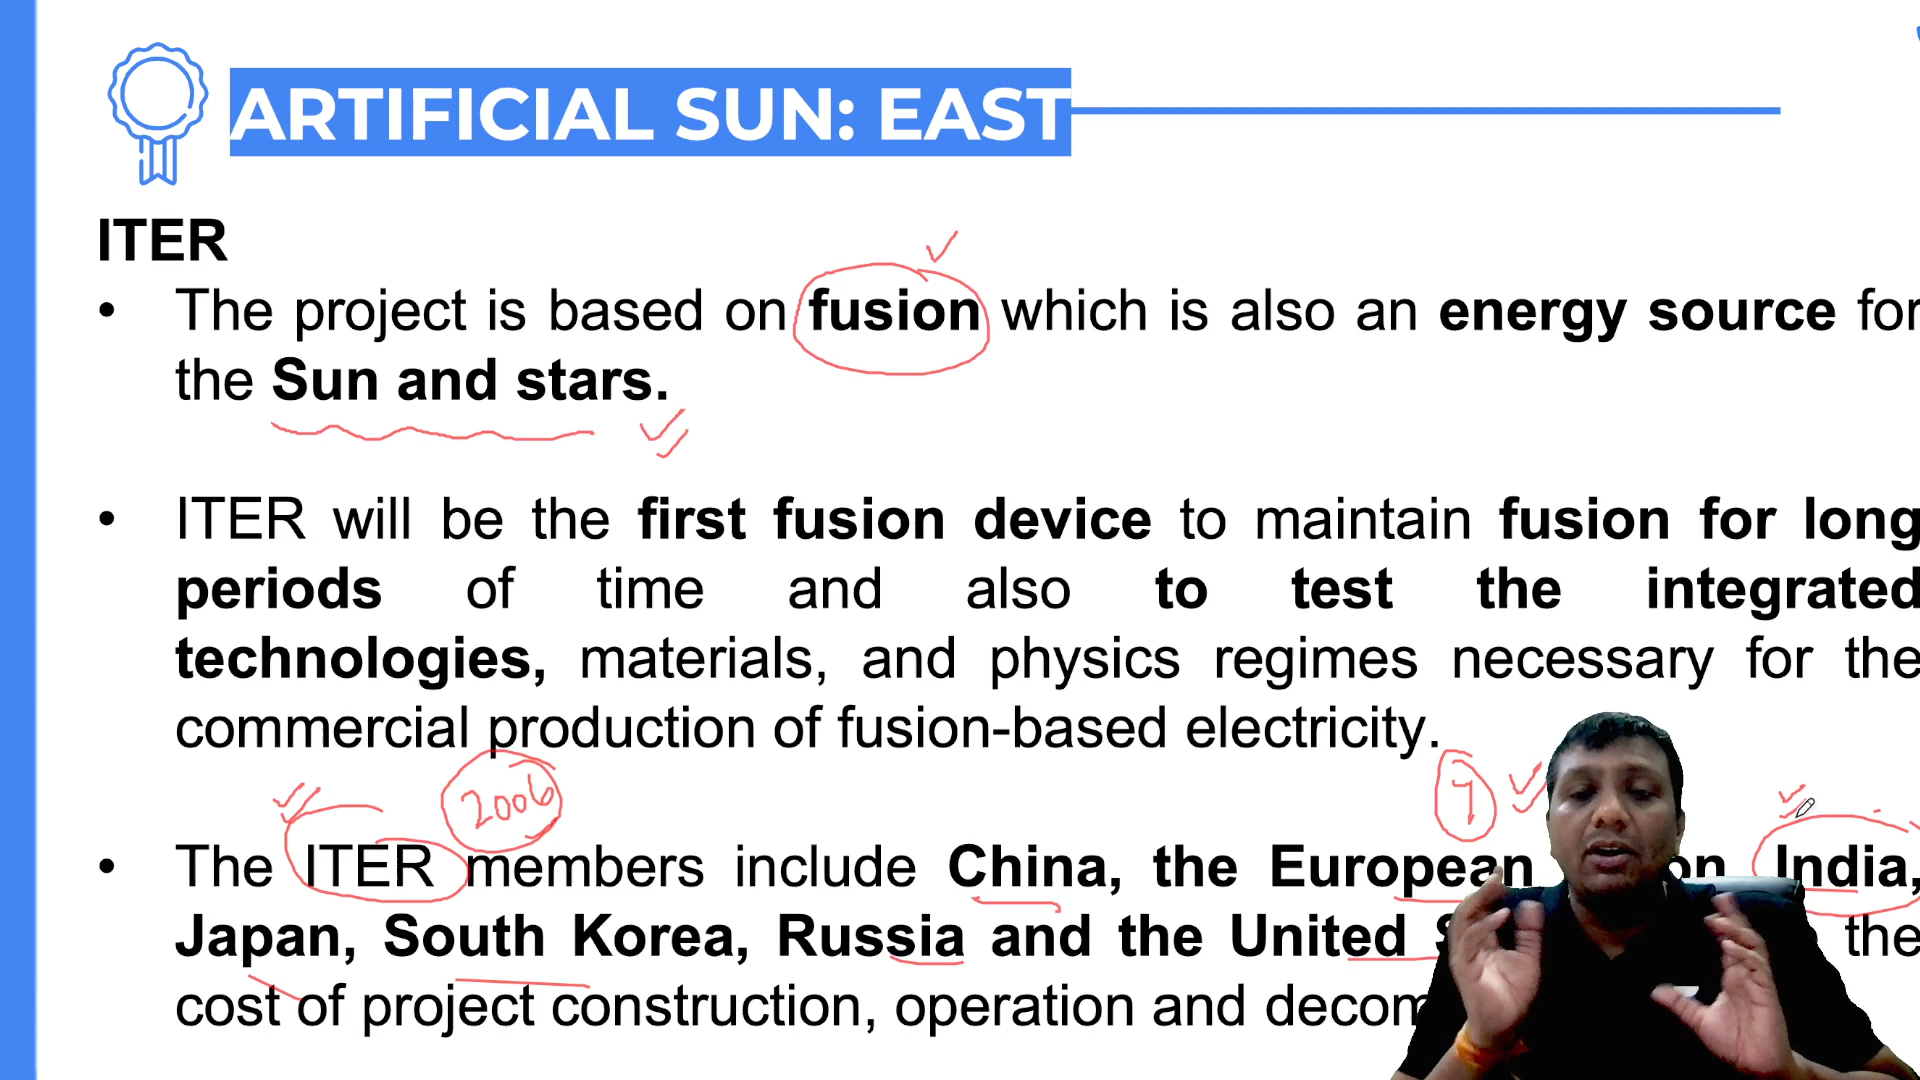 ARTIFICIAL SUN: EAST
ITER
• The project is based on fusion which is also an energy source for
the Sun and stars.
• ITER will be the first fusion device to maintain fusion for long
periods of time and also to test the integrated
technologies, materials, and physics regimes necessary for the
commercial production of fusion-based electricity.
2006
7
• The ITER members include China, the European India,
Japan, South Korea, Russia and the United the
cost of project construction, operation and